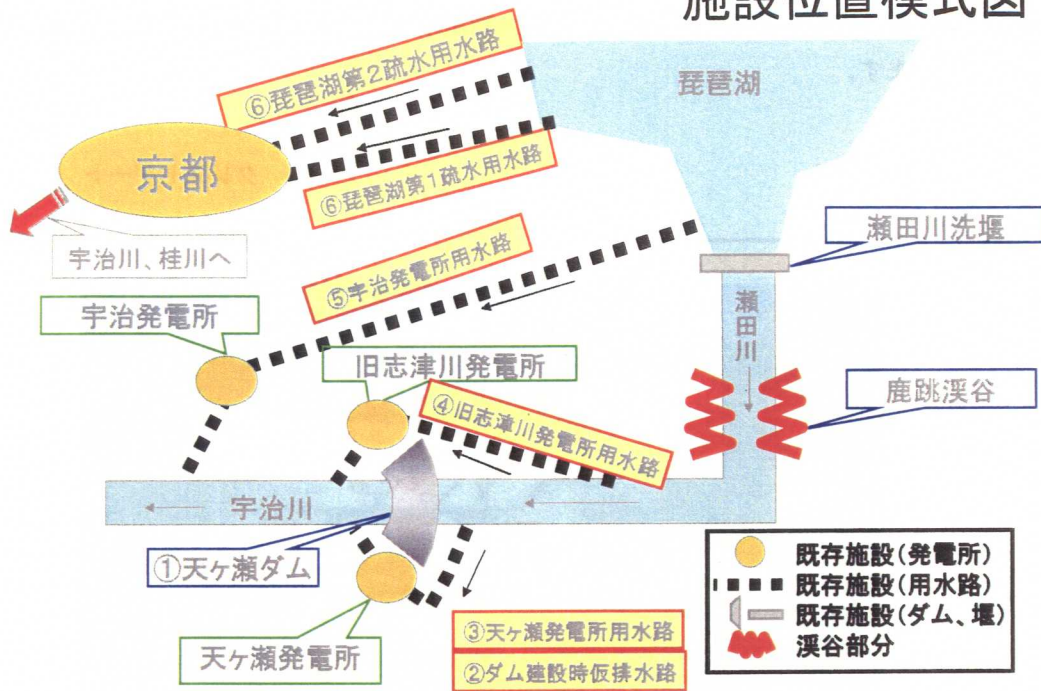 施設位置模式図
⑥琵琶湖第2疏水用水路
琵琶湖
京都
⑥琵琶湖第1疏水用水路
宇治川、桂川へ
⑤宇治発電所用水路
瀬田川洗堰
宇治発電所
瀬田川
旧志津川発電所
鹿跳渓谷
④旧志津川発電所用水路
宇治川
①天ヶ瀬ダム
天ヶ瀬発電所
③天ヶ瀬発電所用水路
②ダム建設時仮排水路
既存施設(発電所)
既存施設(用水路)
既存施設(ダム、堰)
渓谷部分